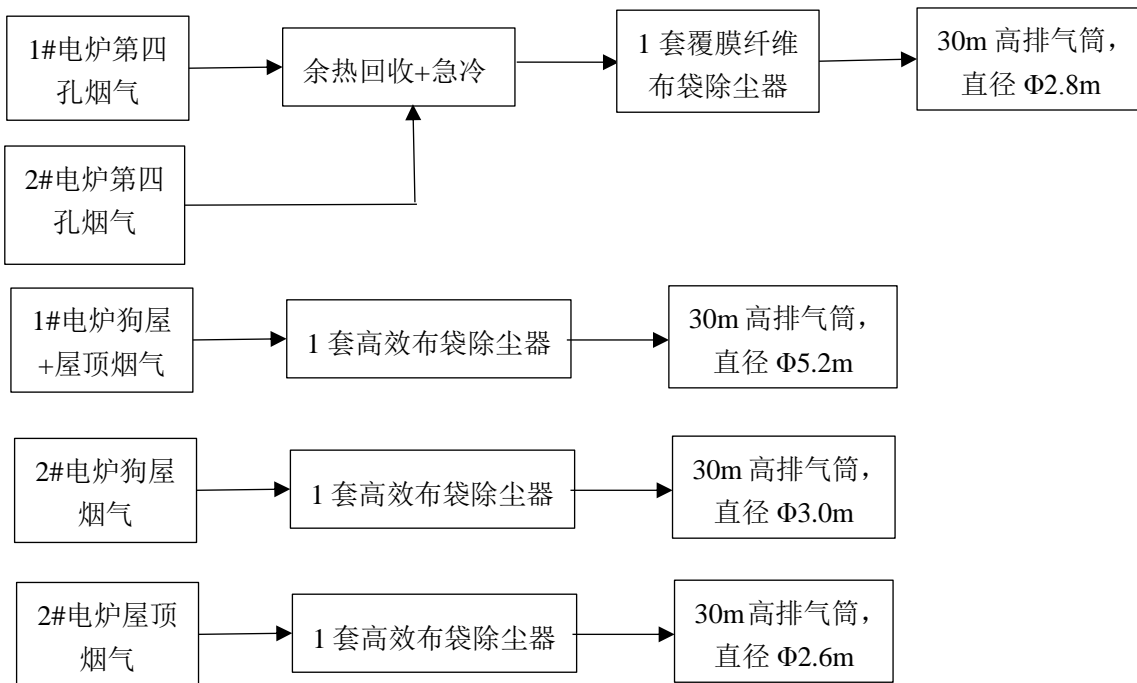 1#电炉第四
孔烟气
余热回收+急冷
1 套覆膜纤维
布袋除尘器
30m 高排气筒，
直径 Φ2.8m
2#电炉第四
孔烟气
1#电炉狗屋
+屋顶烟气
1 套高效布袋除尘器
30m 高排气筒，
直径 Φ5.2m
2#电炉狗屋
烟气
1 套高效布袋除尘器
30m 高排气筒，
直径 Φ3.0m
2#电炉屋顶
烟气
1 套高效布袋除尘器
30m 高排气筒，
直径 Φ2.6m